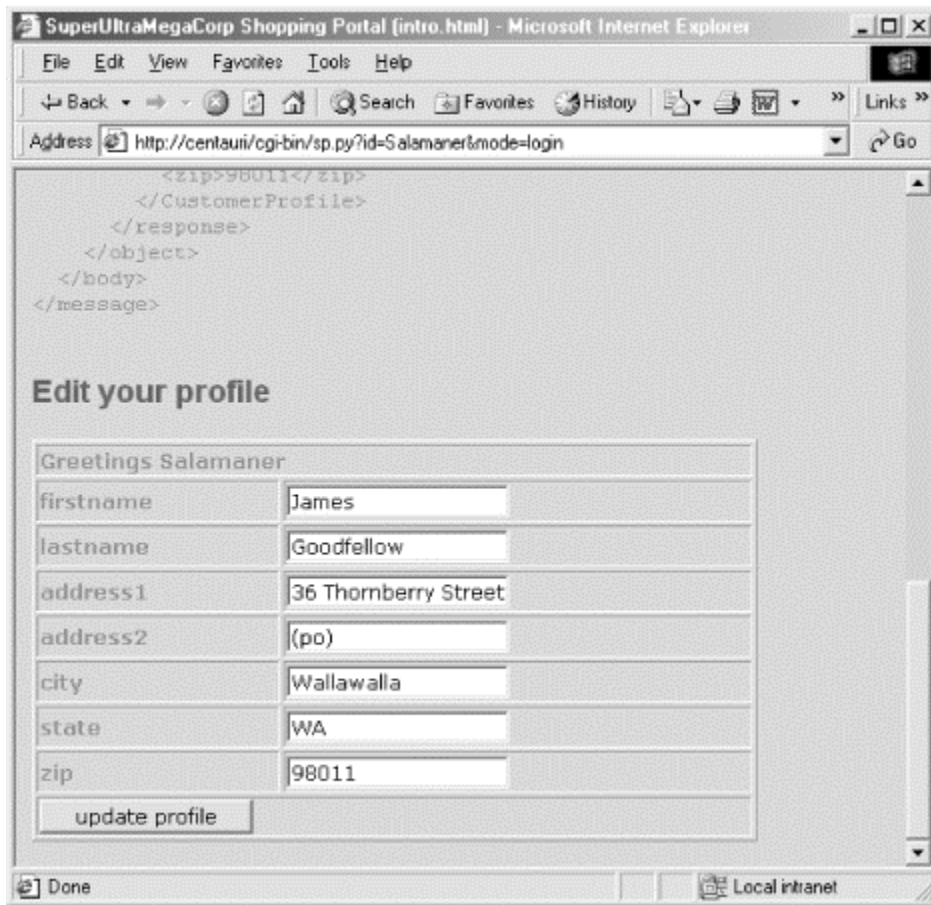 SuperUltraMegaCorp Shopping Portal (intro.html) - Microsoft Internet Explorer
File Edit View Favorites Tools Help
Back Search Favorites History » Links »
Address http://centauri/cgi-bin/sp.py?id=Salamaner&mode=login Go
<zip>98011</zip>
</CustomerProfile>
</response>
</object>
</body>
</message>
Edit your profile
Greetings Salamaner
firstname James
lastname Goodfellow
address1 36 Thornberry Street
address2 (po)
city Wallawalla
state WA
zip 98011
update profile
Done Local intranet